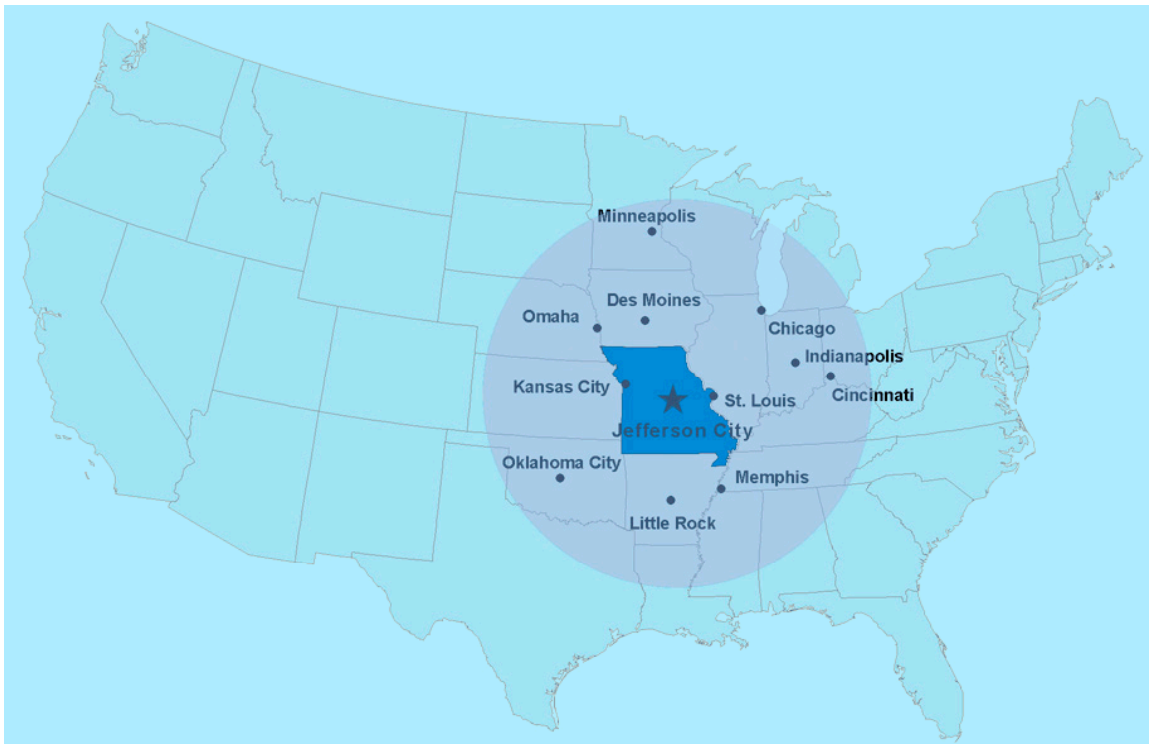 Minneapolis
Des Moines
Omaha
Chicago
Indianapolis
Kansas City
Cincinnati
St. Louis
Jefferson City
Oklahoma City
Memphis
Little Rock